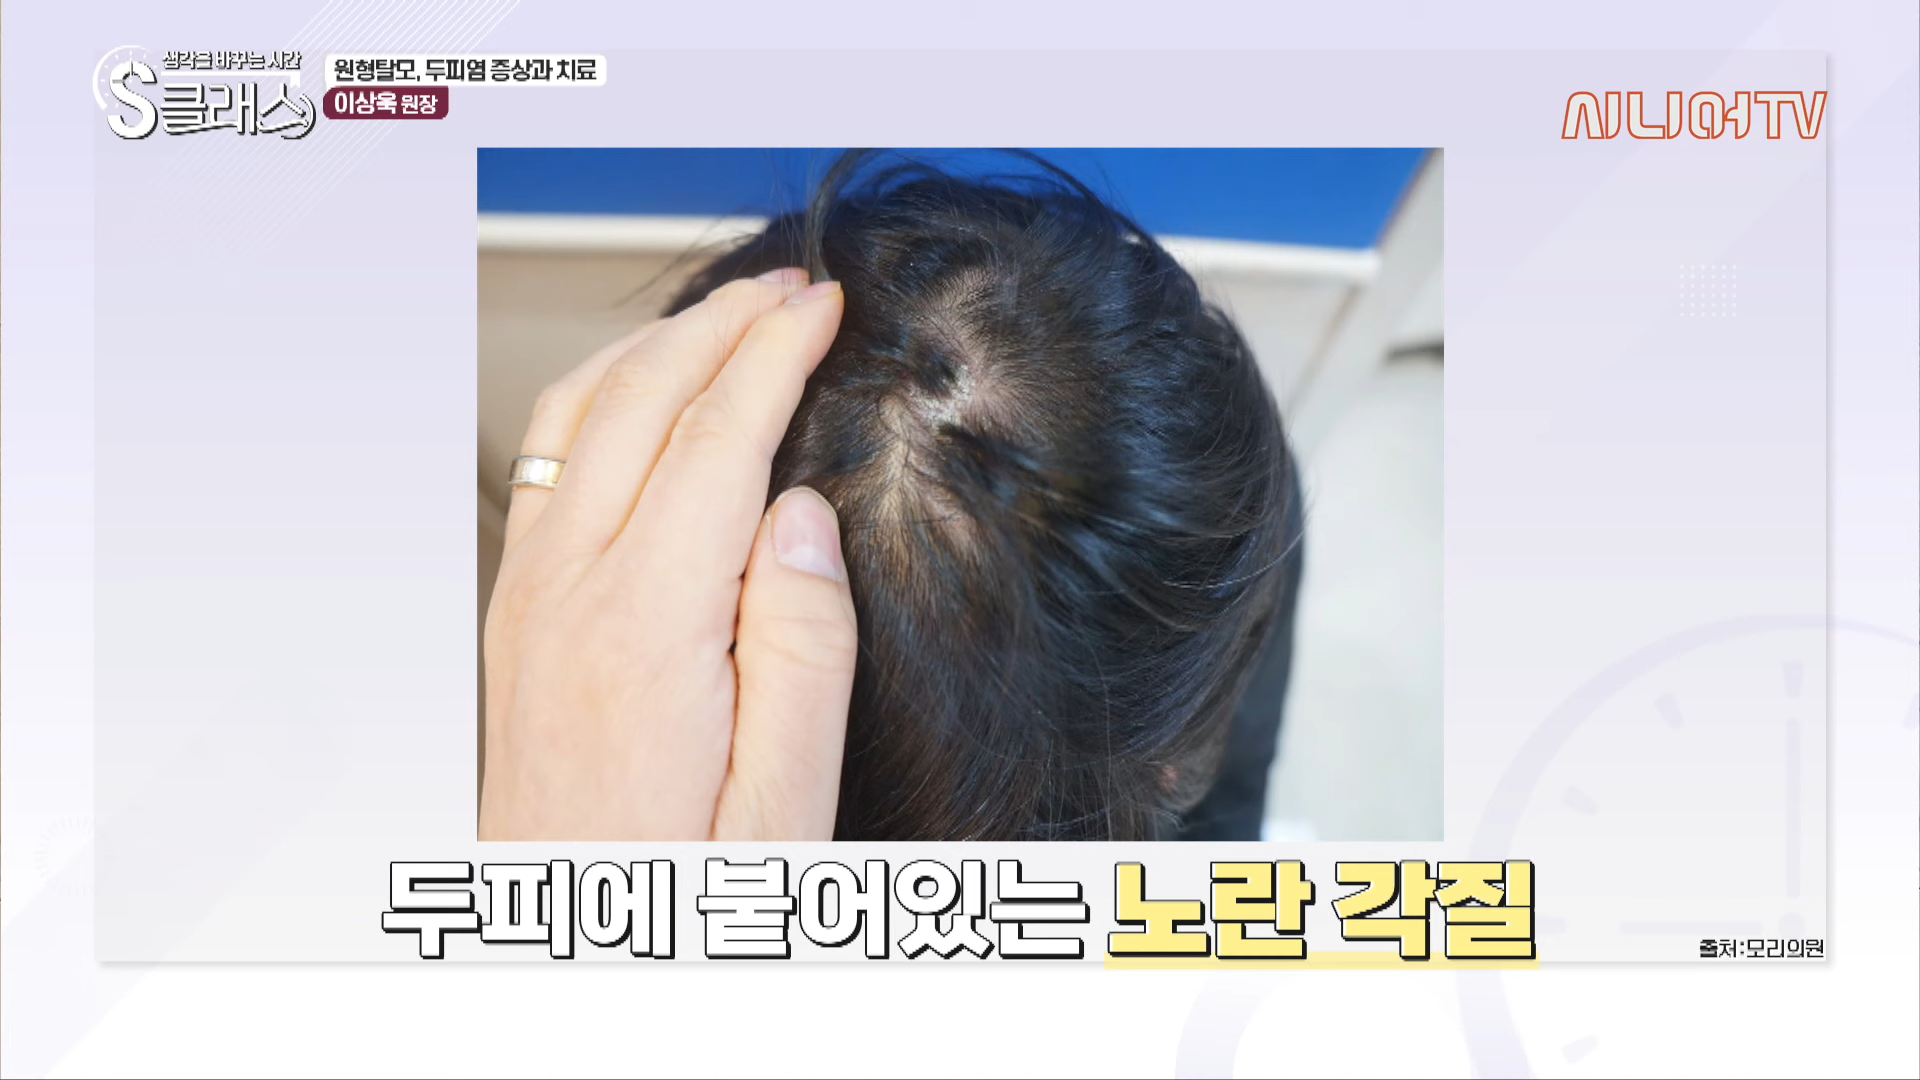 생각을 바꾸는 시간
S클래스
원형탈모, 두피염 증상과 치료
이상욱 원장
시니어TV
두피에 붙어있는 노란 각질
출처:모리의원